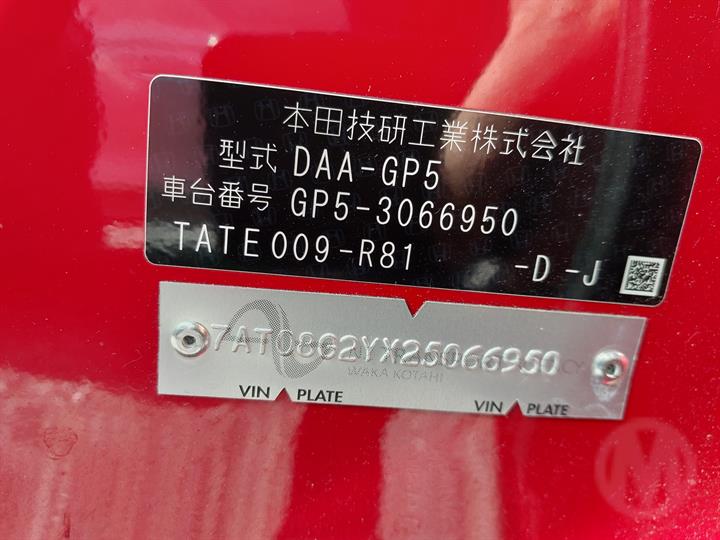 本田技研工業株式会社
型式 DAA-GP5
車台番号 GP5-3066950
TATE009-R81 -D -J
7AT08G2YX25066950
WAKA KOTAHI
VIN PLATE VIN PLATE
M